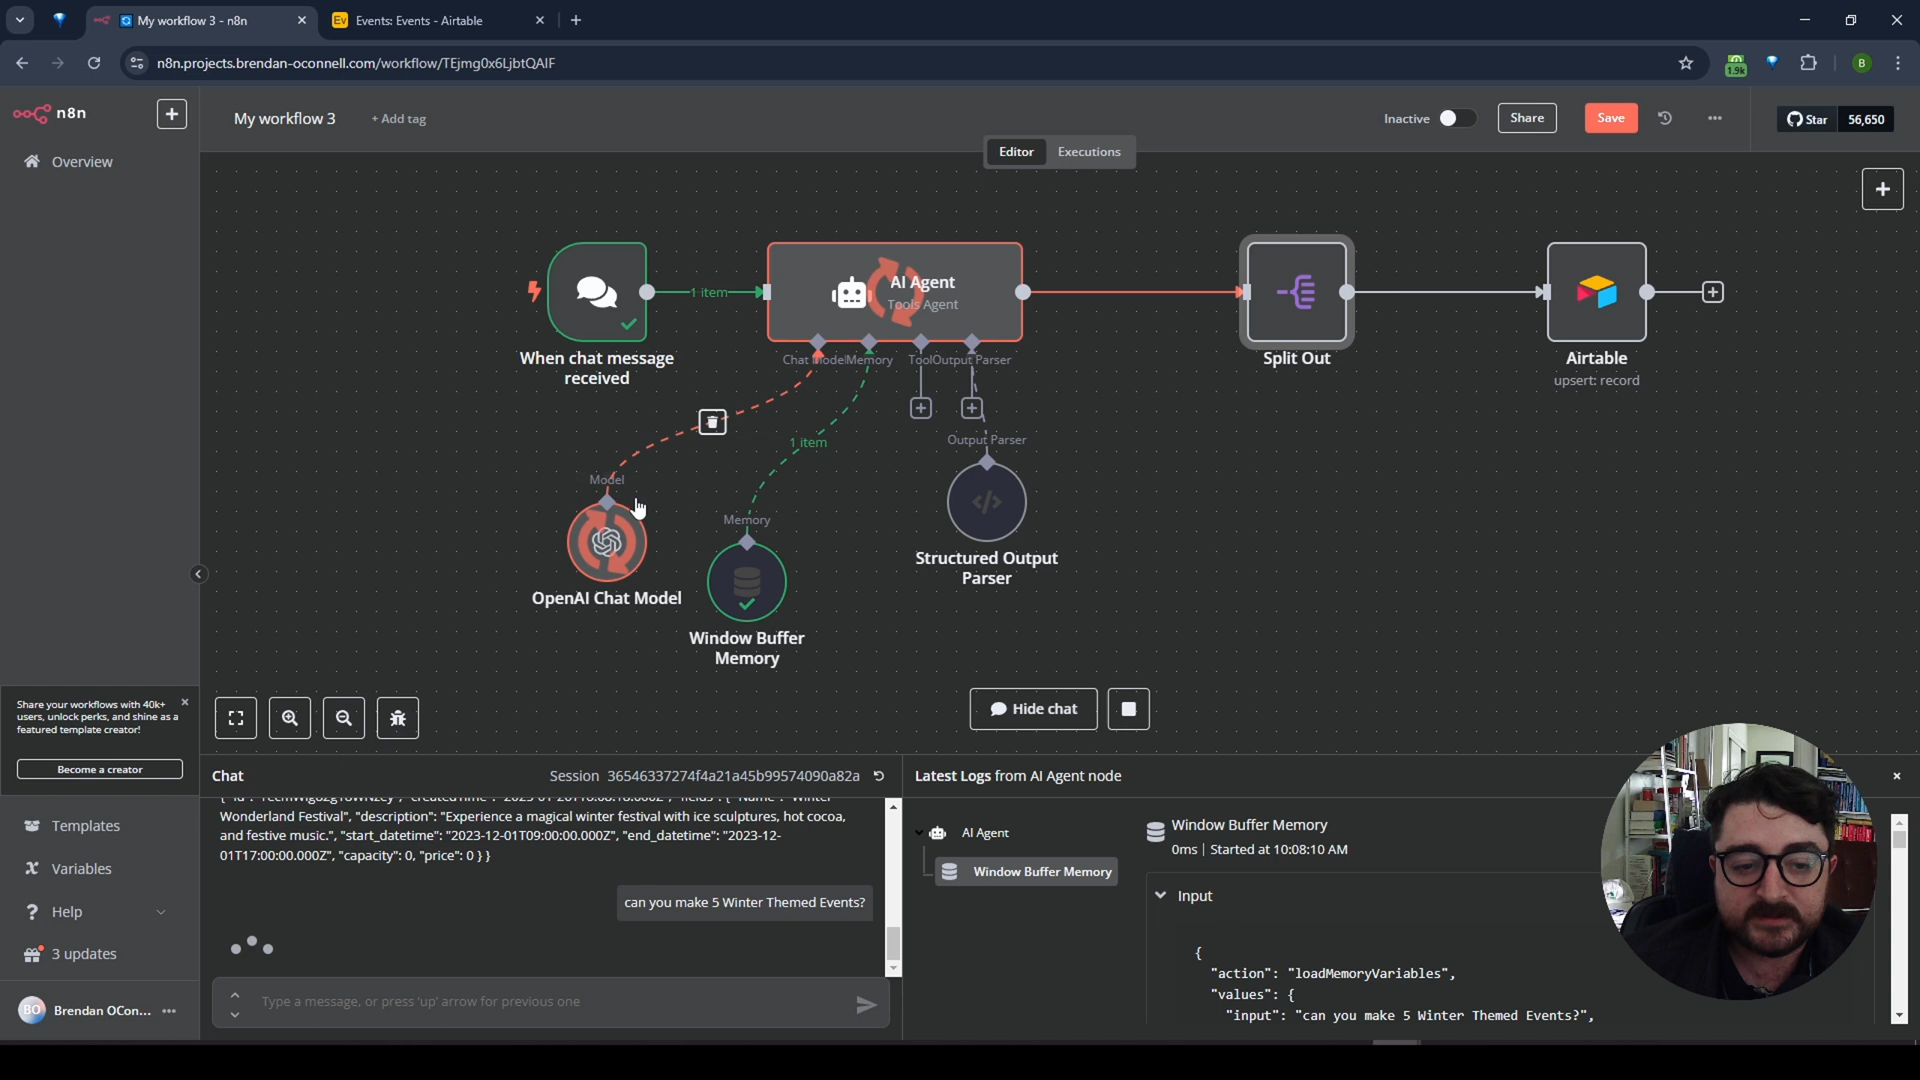 My workflow 3 - n8n
Ev
Events: Events - Airtable
n8n.projects.brendan-oconnell.com/workflow/TEjmg0x6LjbtQAIF
1.9k
B
n8n
My workflow 3
+ Add tag
Inactive
Share
Save
Star
56,650
Editor
Executions
Overview
1 item
AI Agent
Tools Agent
When chat message
received
Chat Model
Memory
Tool
Output Parser
Split Out
Airtable
upsert: record
1 item
Output Parser
Model
Memory
Structured Output
Parser
OpenAI Chat Model
Window Buffer
Memory
Share your workflows with 40k+
users, unlock perks, and shine as a
featured template creator!
Become a creator
Hide chat
Templates
Variables
Help
3 updates
BO
Brendan OCon...
Chat
Session 36546337274f4a21a45b99574090a82a
Wonderland Festival", "description": "Experience a magical winter festival with ice sculptures, hot cocoa,
and festive music.", "start_datetime": "2023-12-01T09:00:00.000Z", "end_datetime": "2023-12-
01T17:00:00.000Z", "capacity": 0, "price": 0 } }
can you make 5 Winter Themed Events?
Type a message, or press 'up' arrow for previous one
Latest Logs from AI Agent node
AI Agent
Window Buffer Memory
Window Buffer Memory
0ms | Started at 10:08:10 AM
Input
{
"action": "loadMemoryVariables",
"values": {
"input": "can you make 5 Winter Themed Events?",